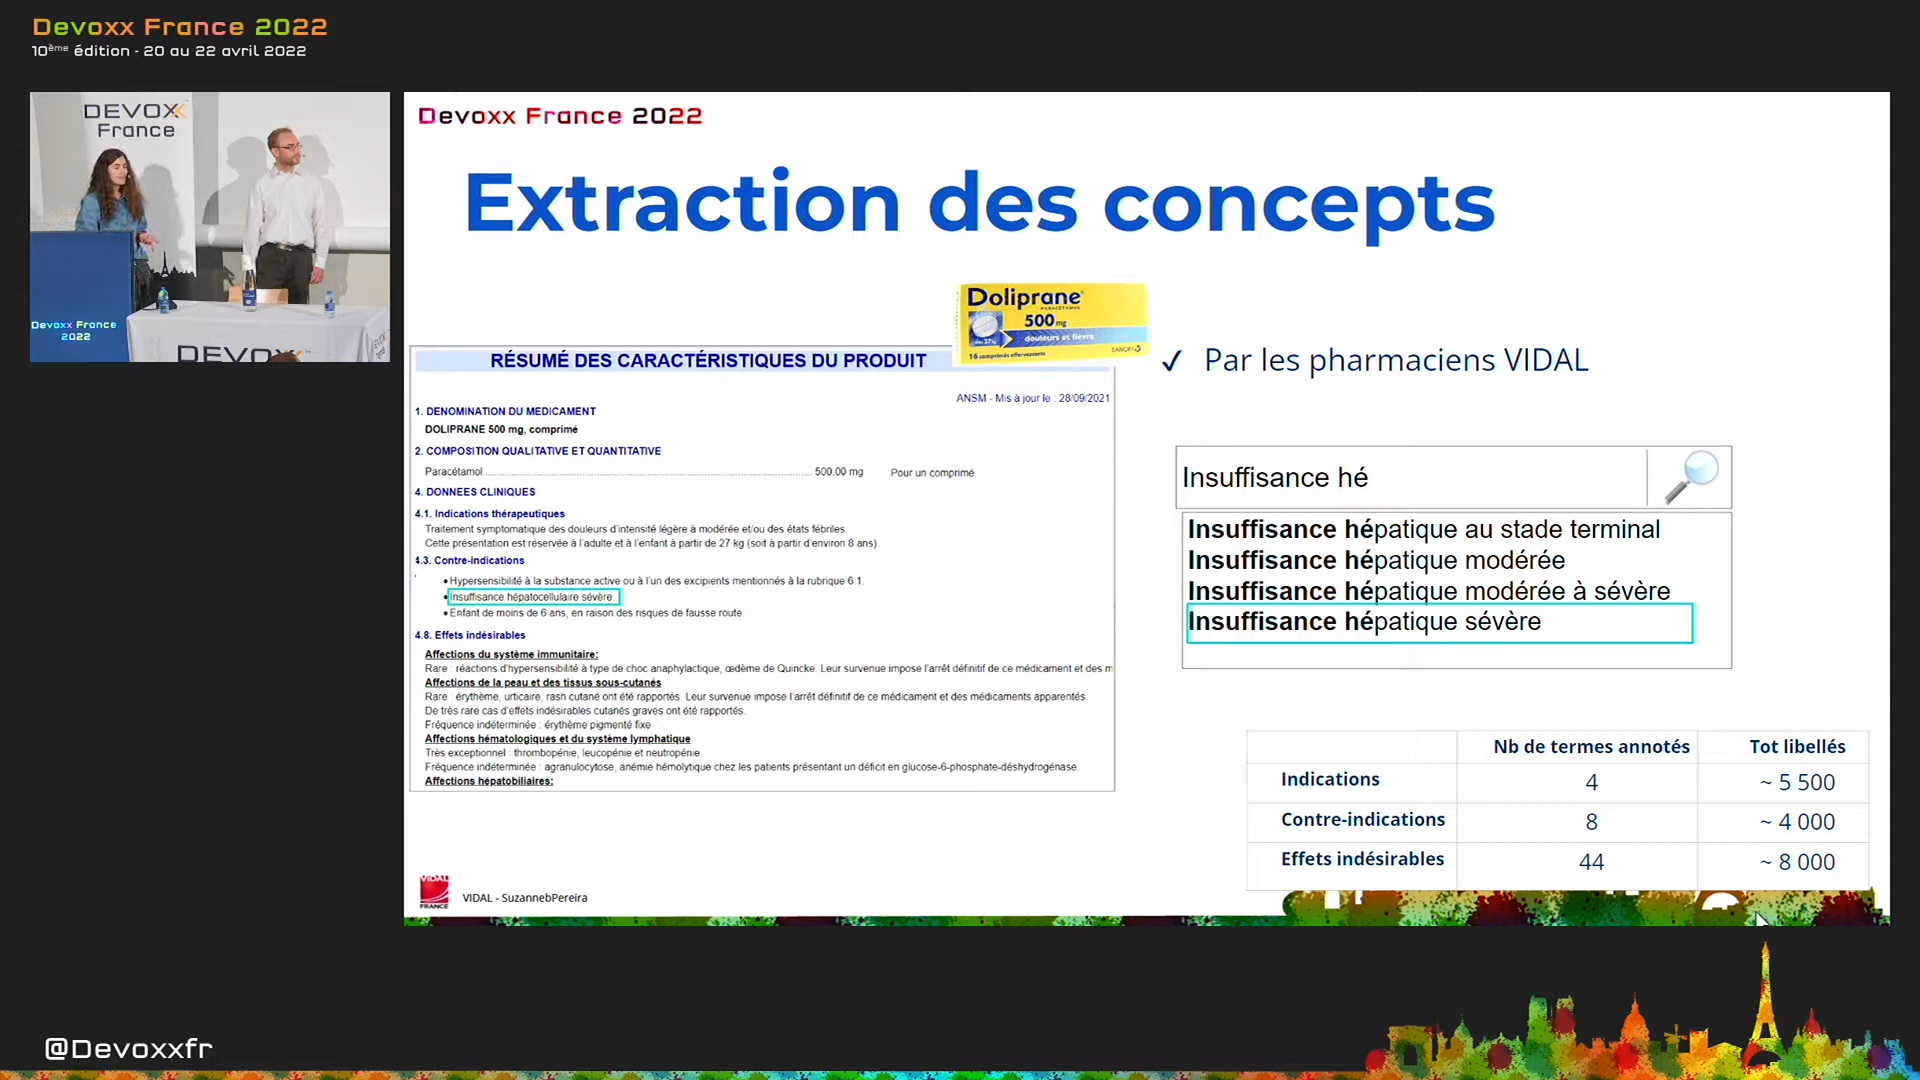 Devoxx France 2022
10ème édition - 20 au 22 avril 2022
DEVOXX
France
Devoxx France
2022
DEVOXX
Devoxx France 2022
Extraction des concepts
Doliprane
PARACÉTAMOL
500 mg
douleurs et fièvre
16 comprimés effervescents
SANOFI
RÉSUMÉ DES CARACTÉRISTIQUES DU PRODUIT
ANSM - Mis à jour le : 28/09/2021
1. DENOMINATION DU MEDICAMENT
DOLIPRANE 500 mg, comprimé
2. COMPOSITION QUALITATIVE ET QUANTITATIVE
Paracétamol.......... 500,00 mg
Pour un comprimé
4. DONNEES CLINIQUES
4.1. Indications thérapeutiques
Traitement symptomatique des douleurs d'intensité légère à modérée et/ou des états fébriles.
Cette présentation est réservée à l'adulte et à l'enfant à partir de 27 kg (soit à partir d'environ 8 ans).
4.3. Contre-indications
• Hypersensibilité à la substance active ou à l'un des excipients mentionnés à la rubrique 6.1.
• Insuffisance hépatocellulaire sévère.
• Enfant de moins de 6 ans, en raison des risques de fausse route.
4.8. Effets indésirables
Affections du système immunitaire:
Rare : réactions d'hypersensibilité à type de choc anaphylactique, œdème de Quincke. Leur survenue impose l'arrêt définitif de ce médicament et des m
Affections de la peau et des tissus sous-cutanés
Rare : érythème, urticaire, rash cutané ont été rapportés. Leur survenue impose l'arrêt définitif de ce médicament et des médicaments apparentés.
De très rare cas d'effets indésirables cutanés graves ont été rapportés.
Fréquence indéterminée : érythème pigmenté fixe
Affections hématologiques et du système lymphatique
Très exceptionnel : thrombopénie, leucopénie et neutropénie.
Fréquence indéterminée : agranulocytose, anémie hémolytique chez les patients présentant un déficit en glucose-6-phosphate-déshydrogénase
Affections hépatobiliaires:
✓ Par les pharmaciens VIDAL
Insuffisance hé
Insuffisance hépatique au stade terminal
Insuffisance hépatique modérée
Insuffisance hépatique modérée à sévère
Insuffisance hépatique sévère
Nb de termes annotés Tot libellés
Indications 4 ~ 5 500
Contre-indications 8 ~ 4 000
Effets indésirables 44 ~ 8 000
VIDAL
FRANCE
VIDAL - SuzannebPereira
@Devoxxfr